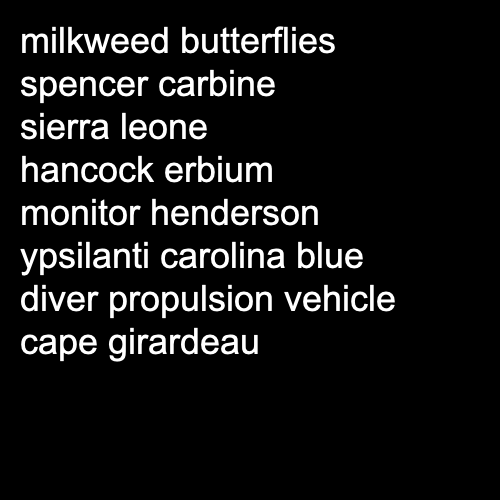 milkweed butterflies
spencer carbine
sierra leone
hancock erbium
monitor henderson
ypsilanti carolina blue
diver propulsion vehicle
cape girardeau